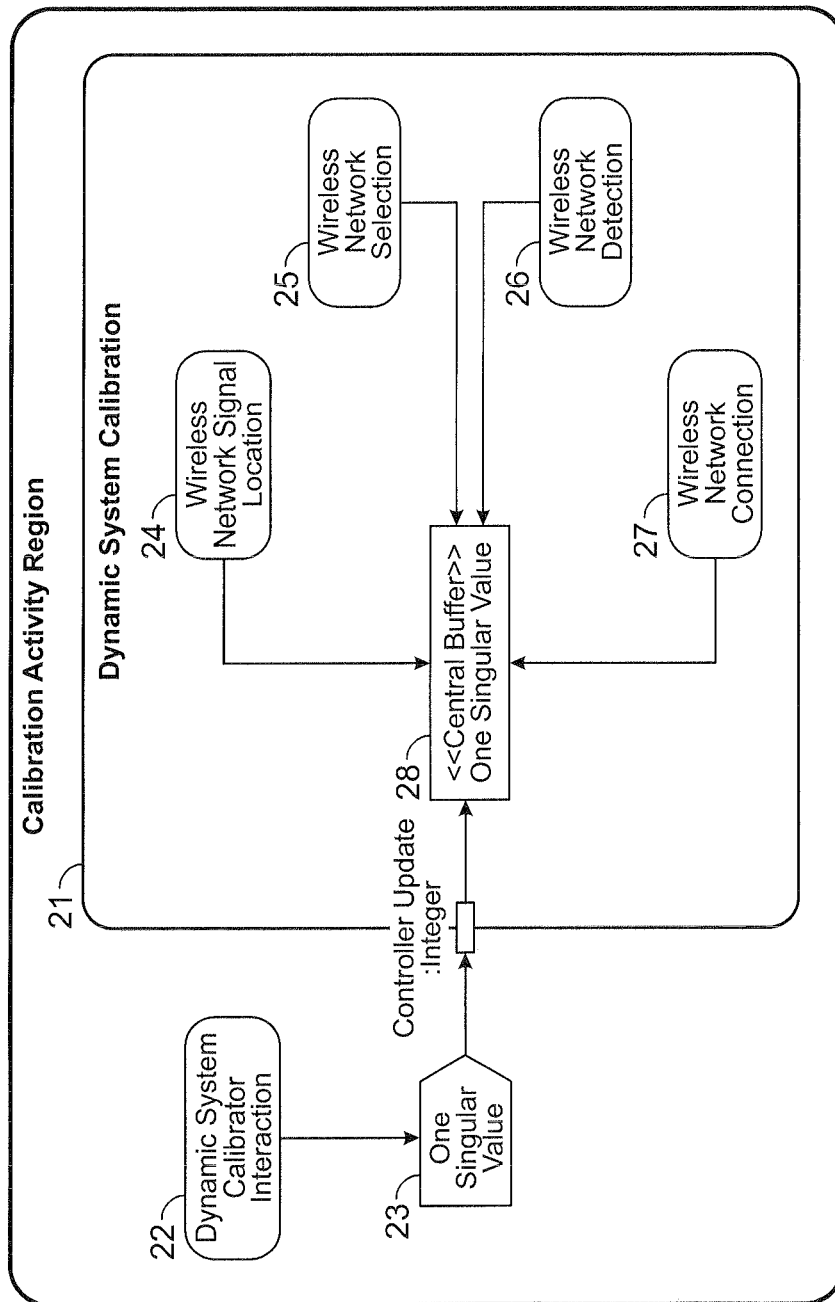 Calibration Activity Region
21
Dynamic System Calibration
22
Dynamic System
Calibrator
Interaction
23
One
Singular
Value
Controller Update
:Integer
28
<<Central Buffer>>
One Singular Value
24
Wireless
Network Signal
Location
25
Wireless
Network
Selection
26
Wireless
Network
Detection
27
Wireless
Network
Connection